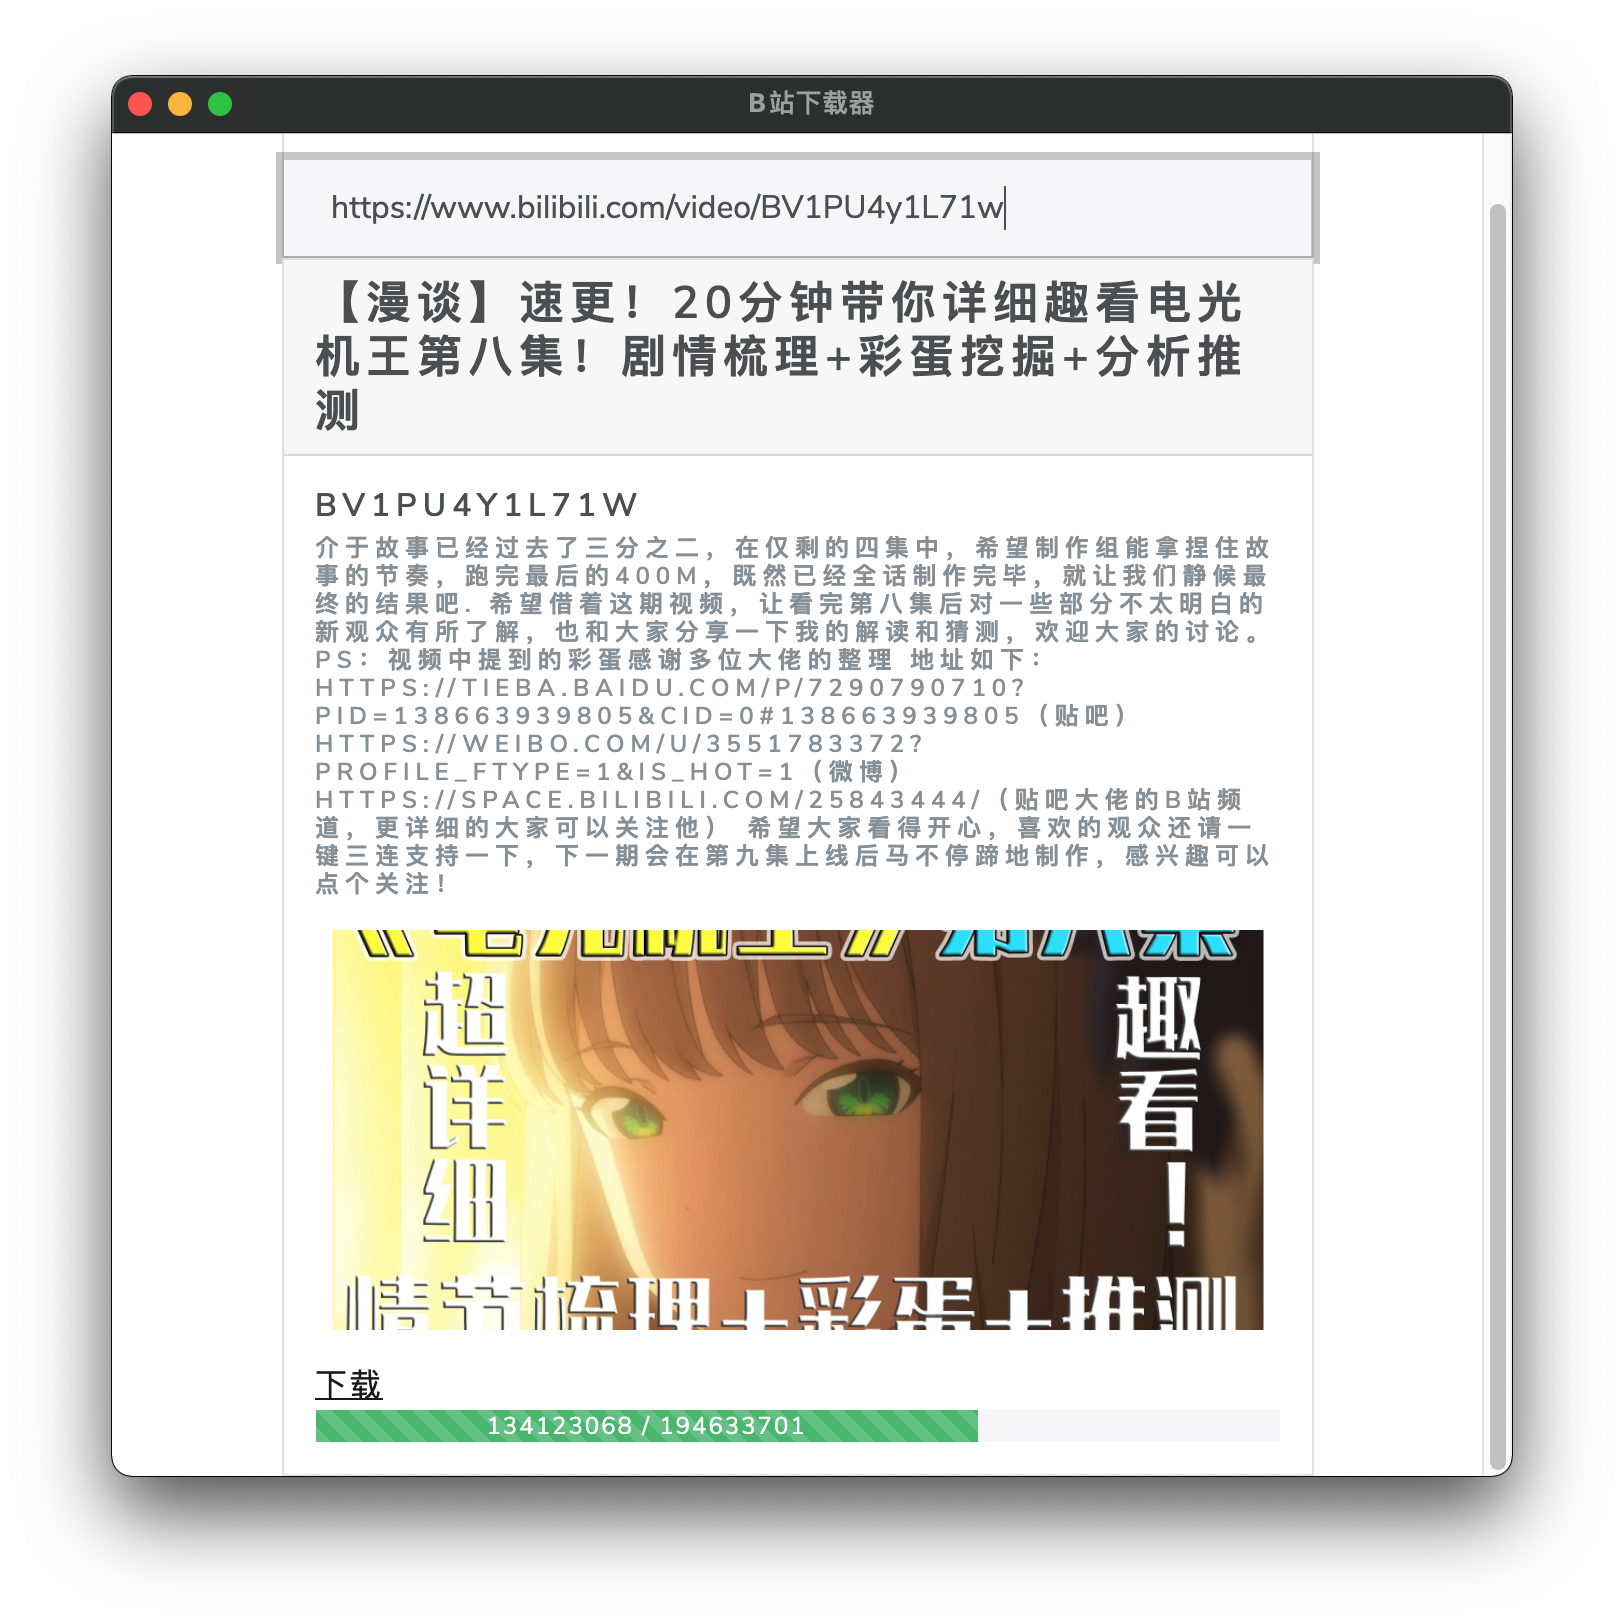 B站下载器
https://www.bilibili.com/video/BV1PU4y1L71w
【漫谈】速更！20分钟带你详细趣看电光
机王第八集！剧情梳理+彩蛋挖掘+分析推
测
BV1PU4Y1L71W
介于故事已经过去了三分之二，在仅剩的四集中，希望制作组能拿捏住故
事的节奏，跑完最后的400M，既然已经全话制作完毕，就让我们静候最
终的结果吧. 希望借着这期视频，让看完第八集后对一些部分不太明白的
新观众有所了解，也和大家分享一下我的解读和猜测，欢迎大家的讨论。
PS：视频中提到的彩蛋感谢多位大佬的整理 地址如下：
HTTPS://TIEBA.BAIDU.COM/P/7290790710?
PID=138663939805&CID=0#138663939805（贴吧）
HTTPS://WEIBO.COM/U/3551783372?
PROFILE_FTYPE=1&IS_HOT=1（微博）
HTTPS://SPACE.BILIBILI.COM/25843444/（贴吧大佬的B站频
道，更详细的大家可以关注他） 希望大家看得开心，喜欢的观众还请一
键三连支持一下，下一期会在第九集上线后马不停蹄地制作，感兴趣可以
点个关注！
《电光机王》第八集
超详细
趣看！
情节梳理+彩蛋+推测
下载
134123068 / 194633701